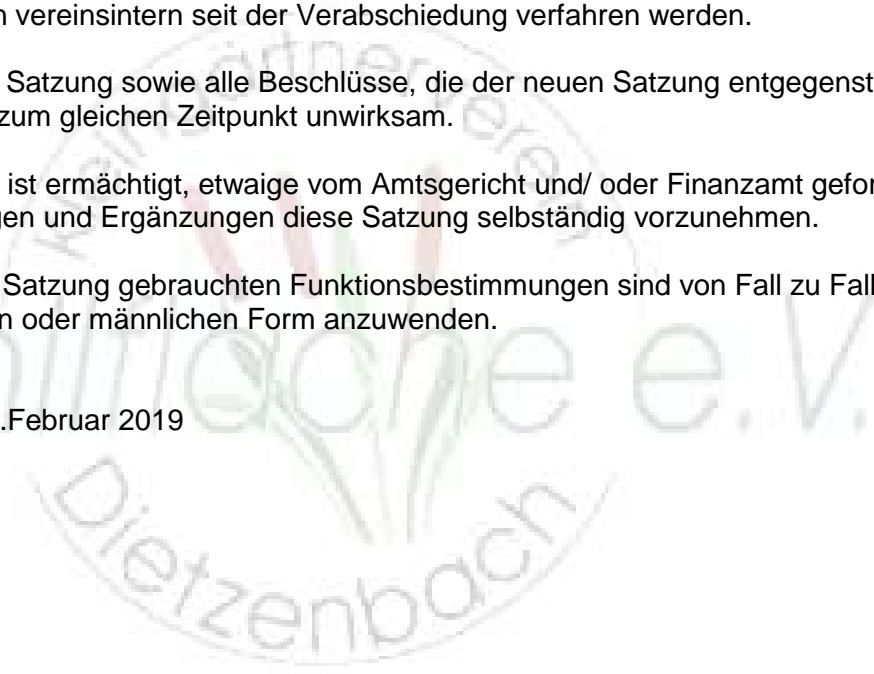 n vereinsintern seit der Verabschiedung verfahren werden.
Satzung sowie alle Beschlüsse, die der neuen Satzung entgegenst
zum gleichen Zeitpunkt unwirksam.
ist ermächtigt, etwaige vom Amtsgericht und/ oder Finanzamt gefor
gen und Ergänzungen diese Satzung selbständig vorzunehmen.
Satzung gebrauchten Funktionsbestimmungen sind von Fall zu Fall
n oder männlichen Form anzuwenden.
.Februar 2019
Kleingärtnerverein
e.V.
Dietzenbach